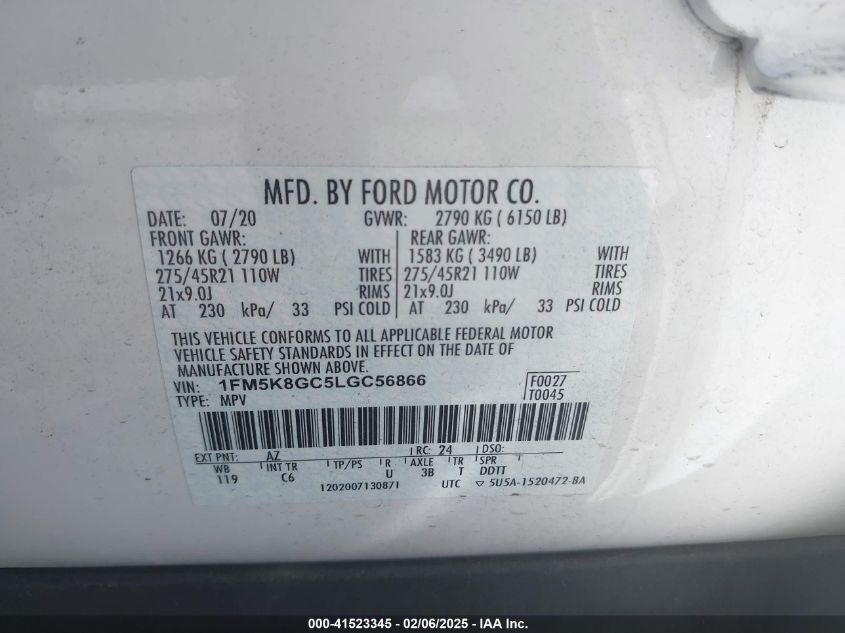 MFD. BY FORD MOTOR CO.
DATE: 07/20 GVWR: 2790 KG ( 6150 LB)
FRONT GAWR: REAR GAWR:
1266 KG ( 2790 LB) WITH 1583 KG ( 3490 LB) WITH
275/45R21 110W TIRES 275/45R21 110W TIRES
21x9.0J RIMS 21x9.0J RIMS
AT 230 kPa/ 33 PSI COLD AT 230 kPa/ 33 PSI COLD
THIS VEHICLE CONFORMS TO ALL APPLICABLE FEDERAL MOTOR
VEHICLE SAFETY STANDARDS IN EFFECT ON THE DATE OF
MANUFACTURE SHOWN ABOVE.
VIN: 1FM5K8GC5LGC56866 F0027
TYPE: MPV T0045
EXT PNT: AZ RC: 24 DSO:
WB INT TR TP/PS R AXLE TR SPR
119 C6 U 3B T DDTT
1202007130871 UTC ▽ 5U5A-1520472-BA
000-41523345 - 02/06/2025 - IAA Inc.